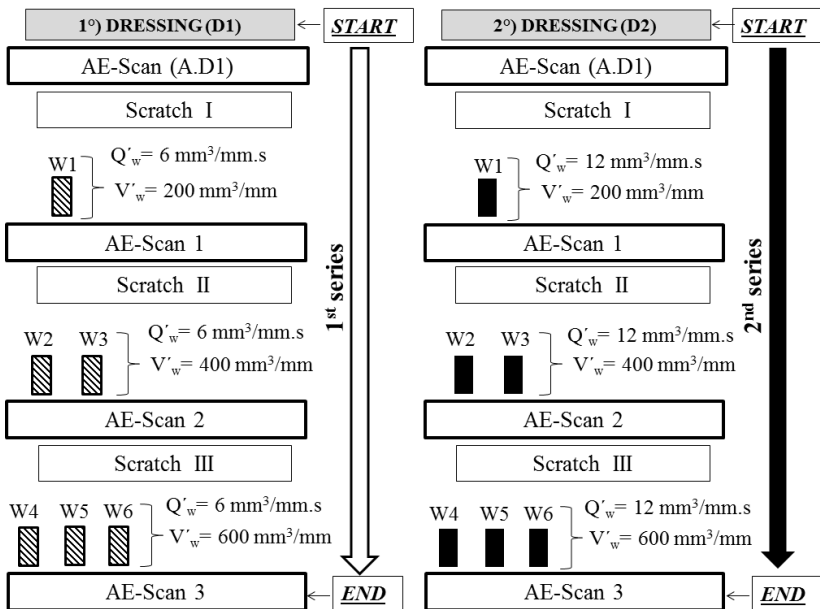 1°) DRESSING (D1)
START
AE-Scan (A.D1)
Scratch I
W1
Q´w= 6 mm³/mm.s
V´w= 200 mm³/mm
AE-Scan 1
Scratch II
W2 W3
Q´w= 6 mm³/mm.s
V´w= 400 mm³/mm
AE-Scan 2
Scratch III
W4 W5 W6
Q´w= 6 mm³/mm.s
V´w= 600 mm³/mm
AE-Scan 3
END
1st series
2°) DRESSING (D2)
START
AE-Scan (A.D1)
Scratch I
W1
Q´w= 12 mm³/mm.s
V´w= 200 mm³/mm
AE-Scan 1
Scratch II
W2 W3
Q´w= 12 mm³/mm.s
V´w= 400 mm³/mm
AE-Scan 2
Scratch III
W4 W5 W6
Q´w= 12 mm³/mm.s
V´w= 600 mm³/mm
AE-Scan 3
END
2nd series